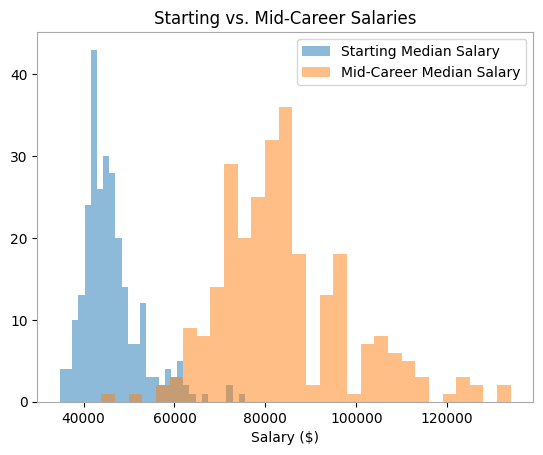 Starting vs. Mid-Career Salaries
Starting Median Salary
Mid-Career Median Salary
40
30
20
10
0
40000 60000 80000 100000 120000
Salary ($)